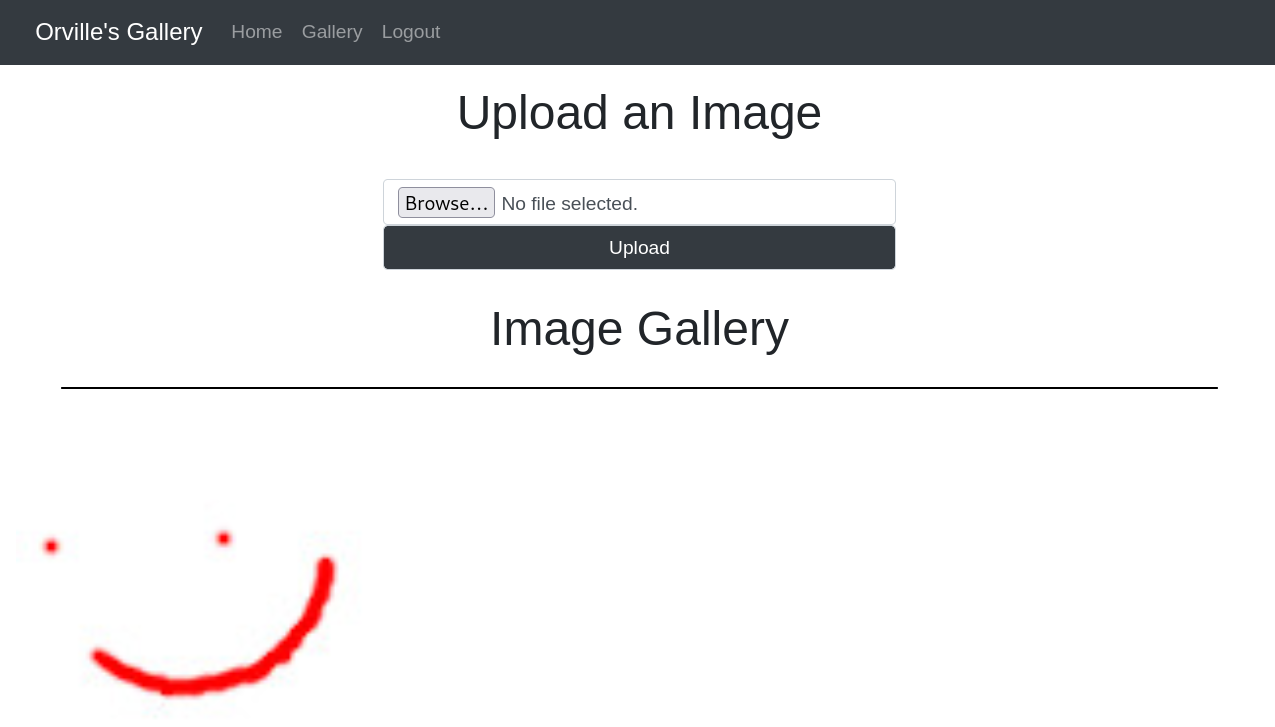 Orville's Gallery Home Gallery Logout
Upload an Image
Browse... No file selected.
Upload
Image Gallery